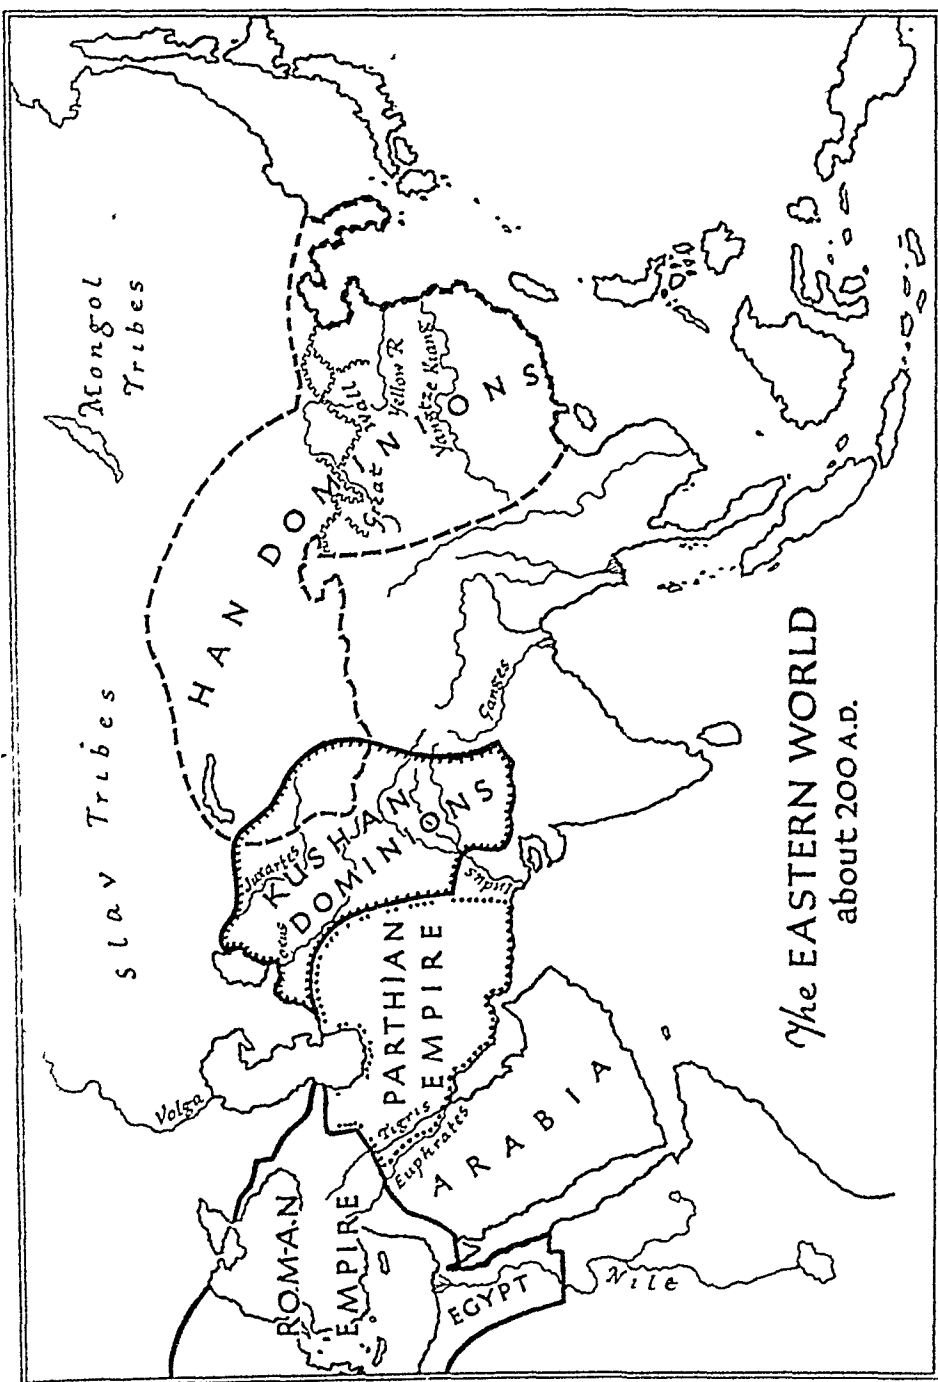 The EASTERN WORLD
about 200 A.D.
Slav Tribes
Mongol
Tribes
HAN DOMINIONS
Great Wall
Yellow R
Yangtze Kiang
KUSHAN
DOMINIONS
Jaxartes
Oxus
Indus
Ganges
PARTHIAN
EMPIRE
Volga
Tigris
Euphrates
ARABIA
ROMAN
EMPIRE
EGYPT
Nile